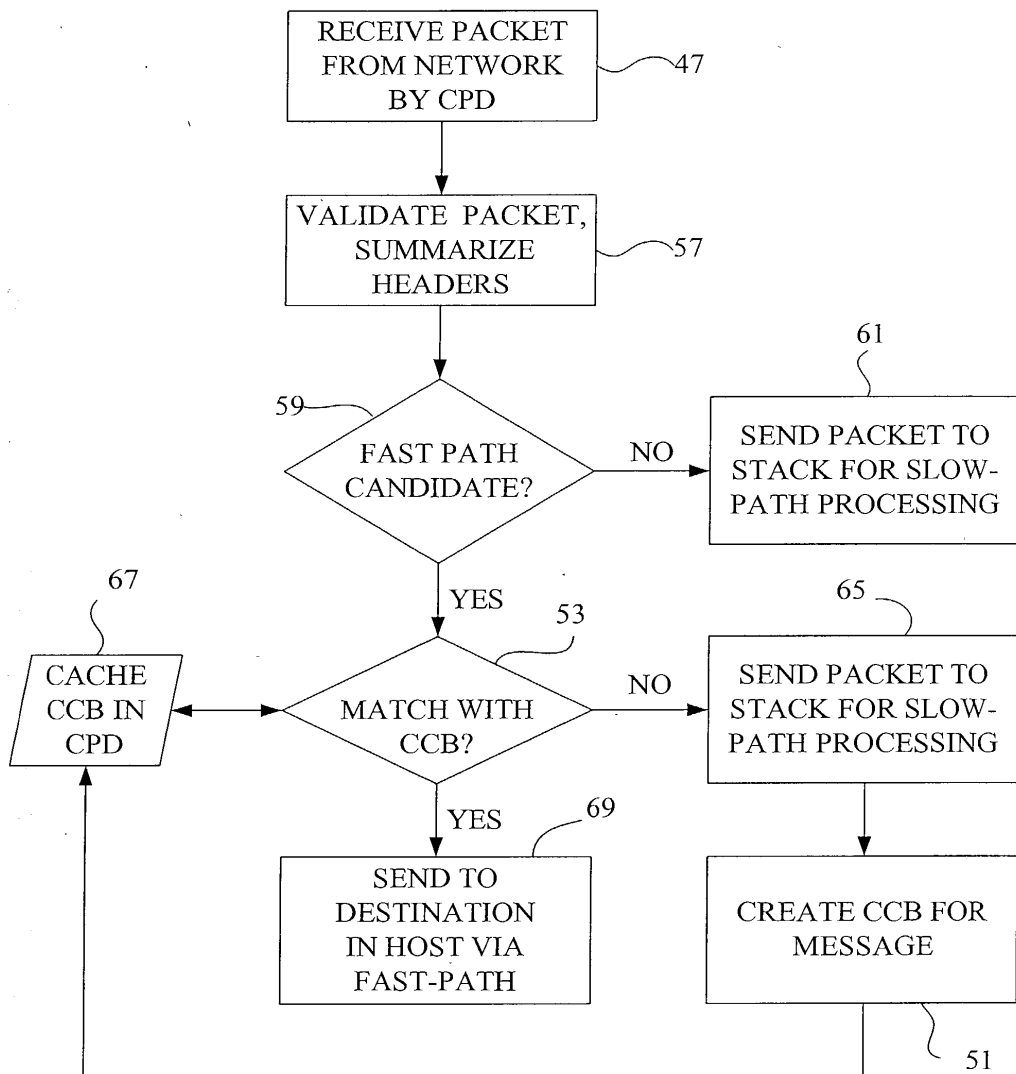 RECEIVE PACKET
FROM NETWORK
BY CPD
47
VALIDATE PACKET,
SUMMARIZE
HEADERS
57
59
FAST PATH
CANDIDATE?
NO
61
SEND PACKET TO
STACK FOR SLOW-
PATH PROCESSING
YES
67
CACHE
CCB IN
CPD
53
MATCH WITH
CCB?
NO
65
SEND PACKET TO
STACK FOR SLOW-
PATH PROCESSING
YES
69
SEND TO
DESTINATION
IN HOST VIA
FAST-PATH
CREATE CCB FOR
MESSAGE
51